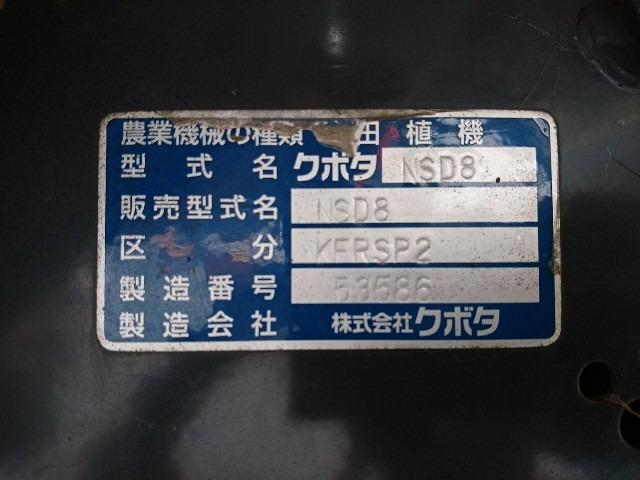 農業機械の種類 田植機
型式名 クボタ NSD8
販売型式名 NSD8
区分 KFRSP2
製造番号 53586
製造会社 株式会社クボタ